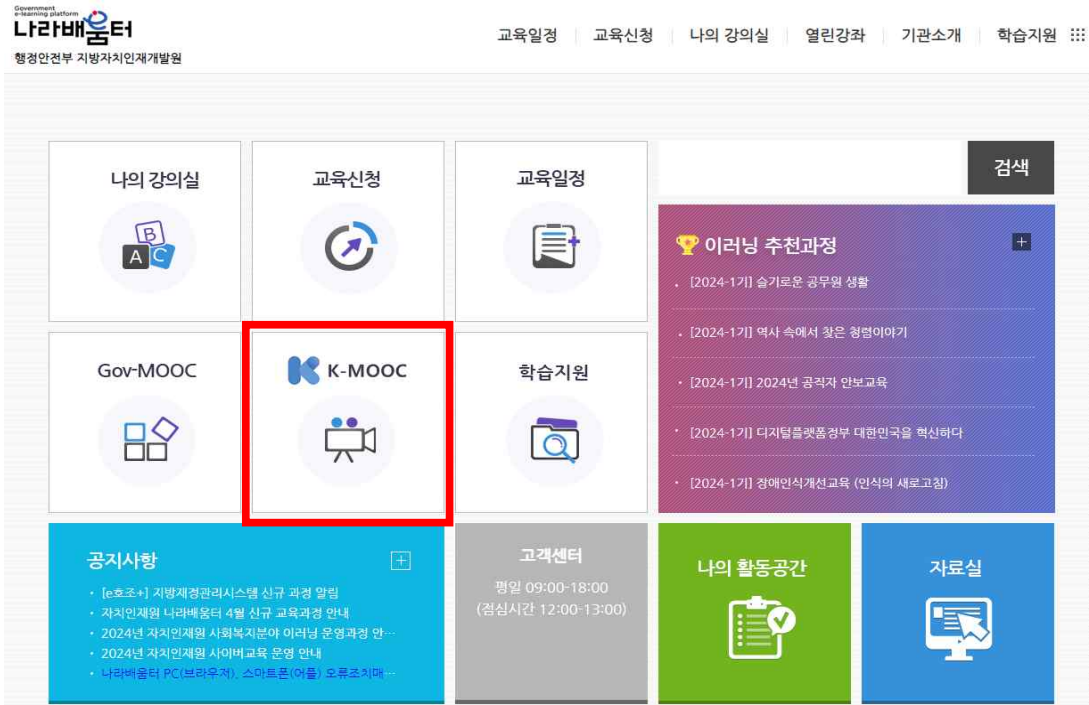 Government
e-learning platform
나라배움터
행정안전부 지방자치인재개발원
교육일정 교육신청 나의 강의실 열린강좌 기관소개 학습지원
나의 강의실
B
A C
교육신청
교육일정
검색
이러닝 추천과정
[2024-1기] 슬기로운 공무원 생활
[2024-1기] 역사 속에서 찾은 청렴이야기
[2024-1기] 2024년 공직자 안보교육
[2024-1기] 디지털플랫폼정부 대한민국을 혁신하다
[2024-1기] 장애인식개선교육 (인식의 새로고침)
Gov-MOOC
K-MOOC
학습지원
공지사항
[e호조+] 지방재정관리시스템 신규 과정 알림
자치인재원 나라배움터 4월 신규 교육과정 안내
2024년 자치인재원 사회복지분야 이러닝 운영과정 안…
2024년 자치인재원 사이버교육 운영 안내
나라배움터 PC(브라우저), 스마트폰(어플) 오류조치매…
고객센터
평일 09:00-18:00
(점심시간 12:00-13:00)
나의 활동공간
자료실